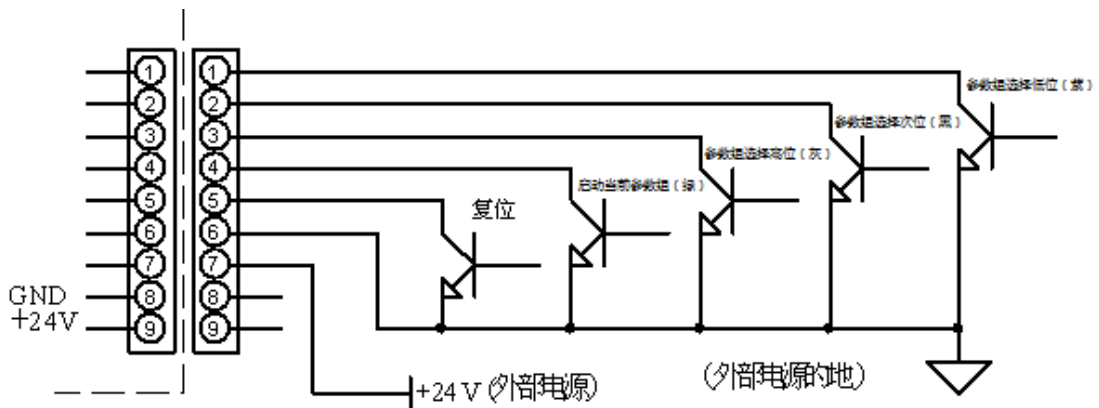 1 1
2 2
3 3
4 4
5 5
6 6
7 7
8 8
9 9
GND
+24V
参数组选择低位(紫)
参数组选择次位(黑)
参数组选择高位(灰)
启动当前参数组(绿)
复位
+24V(外部电源)
(外部电源的地)